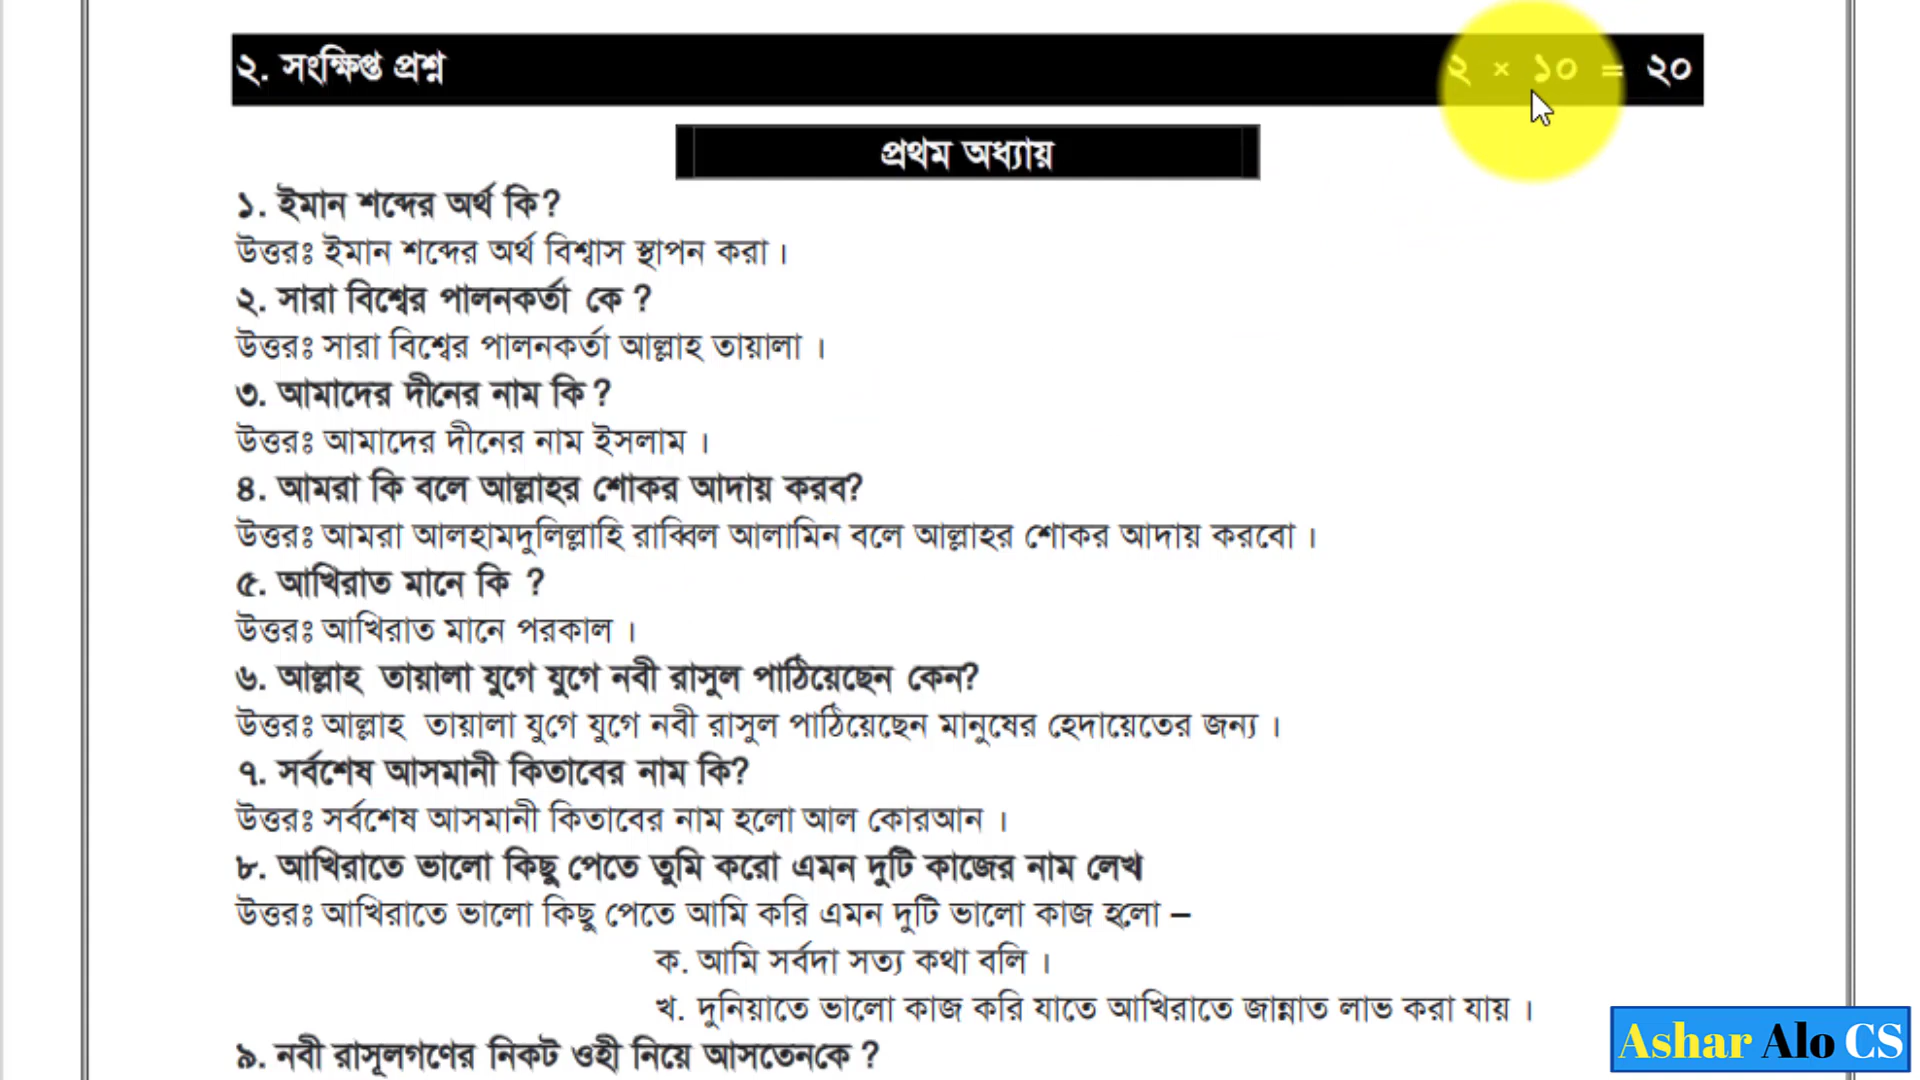 ২. সংক্ষিপ্ত প্রশ্ন ২ × ১০ = ২০
প্রথম অধ্যায়
১. ইমান শব্দের অর্থ কি?
উত্তরঃ ইমান শব্দের অর্থ বিশ্বাস স্থাপন করা ।
২. সারা বিশ্বের পালনকর্তা কে ?
উত্তরঃ সারা বিশ্বের পালনকর্তা আল্লাহ তায়ালা ।
৩. আমাদের দীনের নাম কি ?
উত্তরঃ আমাদের দীনের নাম ইসলাম ।
৪. আমরা কি বলে আল্লাহর শোকর আদায় করব?
উত্তরঃ আমরা আলহামদুলিল্লাহি রাব্বিল আলামিন বলে আল্লাহর শোকর আদায় করবো ।
৫. আখিরাত মানে কি ?
উত্তরঃ আখিরাত মানে পরকাল ।
৬. আল্লাহ তায়ালা যুগে যুগে নবী রাসুল পাঠিয়েছেন কেন?
উত্তরঃ আল্লাহ তায়ালা যুগে যুগে নবী রাসুল পাঠিয়েছেন মানুষের হেদায়েতের জন্য ।
৭. সর্বশেষ আসমানী কিতাবের নাম কি?
উত্তরঃ সর্বশেষ আসমানী কিতাবের নাম হলো আল কোরআন ।
৮. আখিরাতে ভালো কিছু পেতে তুমি করো এমন দুটি কাজের নাম লেখ
উত্তরঃ আখিরাতে ভালো কিছু পেতে আমি করি এমন দুটি ভালো কাজ হলো –
ক. আমি সর্বদা সত্য কথা বলি ।
খ. দুনিয়াতে ভালো কাজ করি যাতে আখিরাতে জান্নাত লাভ করা যায় ।
৯. নবী রাসূলগণের নিকট ওহী নিয়ে আসতেনকে ?
Ashar Alo CS